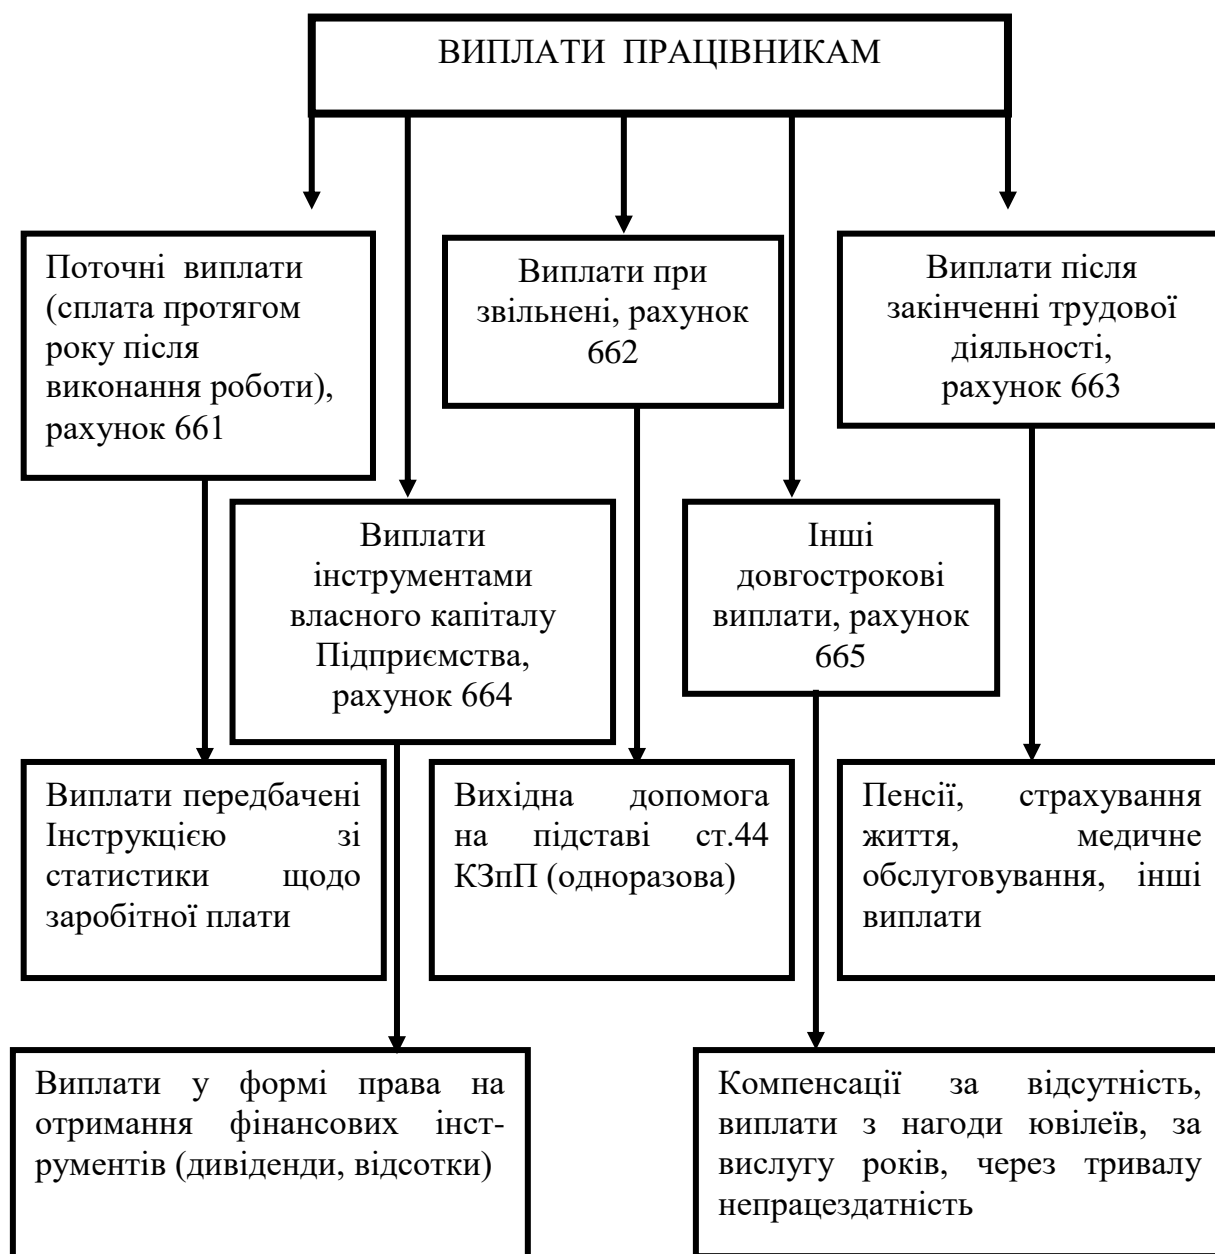 ВИПЛАТИ ПРАЦІВНИКАМ
Поточні виплати
(сплата протягом
року після
виконання роботи),
рахунок 661
Виплати при
звільнені, рахунок
662
Виплати після
закінченні трудової
діяльності,
рахунок 663
Виплати
інструментами
власного капіталу
Підприємства,
рахунок 664
Інші
довгострокові
виплати, рахунок
665
Виплати передбачені
Інструкцією зі
статистики щодо
заробітної плати
Вихідна допомога
на підставі ст.44
КЗпП (одноразова)
Пенсії, страхування
життя, медичне
обслуговування, інші
виплати
Виплати у формі права на
отримання фінансових інст-
рументів (дивіденди, відсотки)
Компенсації за відсутність,
виплати з нагоди ювілеїв, за
вислугу років, через тривалу
непрацездатність